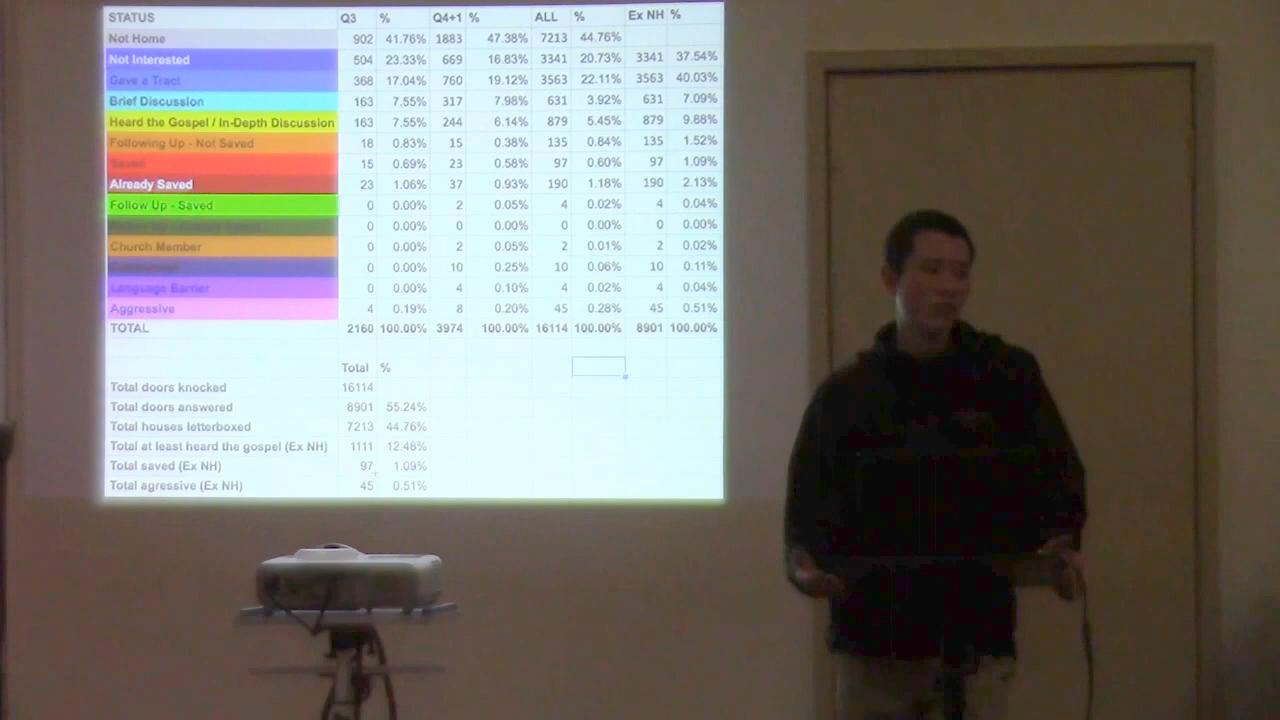 STATUS Q3 % Q4+1 % ALL % Ex NH %
Not Home 902 41.76% 1883 47.38% 7213 44.76%
Not Interested 504 23.33% 669 16.83% 3341 20.73% 3341 37.54%
Gave a Tract 368 17.04% 760 19.12% 3563 22.11% 3563 40.03%
Brief Discussion 163 7.55% 317 7.98% 631 3.92% 631 7.09%
Heard the Gospel / In-Depth Discussion 163 7.55% 244 6.14% 879 5.45% 879 9.88%
Following Up - Not Saved 18 0.83% 15 0.38% 135 0.84% 135 1.52%
Saved 15 0.69% 23 0.58% 97 0.60% 97 1.09%
Already Saved 23 1.06% 37 0.93% 190 1.18% 190 2.13%
Follow Up - Saved 0 0.00% 2 0.05% 4 0.02% 4 0.04%
0 0.00% 0 0.00% 0 0.00% 0 0.00%
Church Member 0 0.00% 2 0.05% 2 0.01% 2 0.02%
0 0.00% 10 0.25% 10 0.06% 10 0.11%
Language Barrier 0 0.00% 4 0.10% 4 0.02% 4 0.04%
Aggressive 4 0.19% 8 0.20% 45 0.28% 45 0.51%
TOTAL 2160 100.00% 3974 100.00% 16114 100.00% 8901 100.00%
Total %
Total doors knocked 16114
Total doors answered 8901 55.24%
Total houses letterboxed 7213 44.76%
Total at least heard the gospel (Ex NH) 1111 12.48%
Total saved (Ex NH) 97 1.09%
Total agressive (Ex NH) 45 0.51%